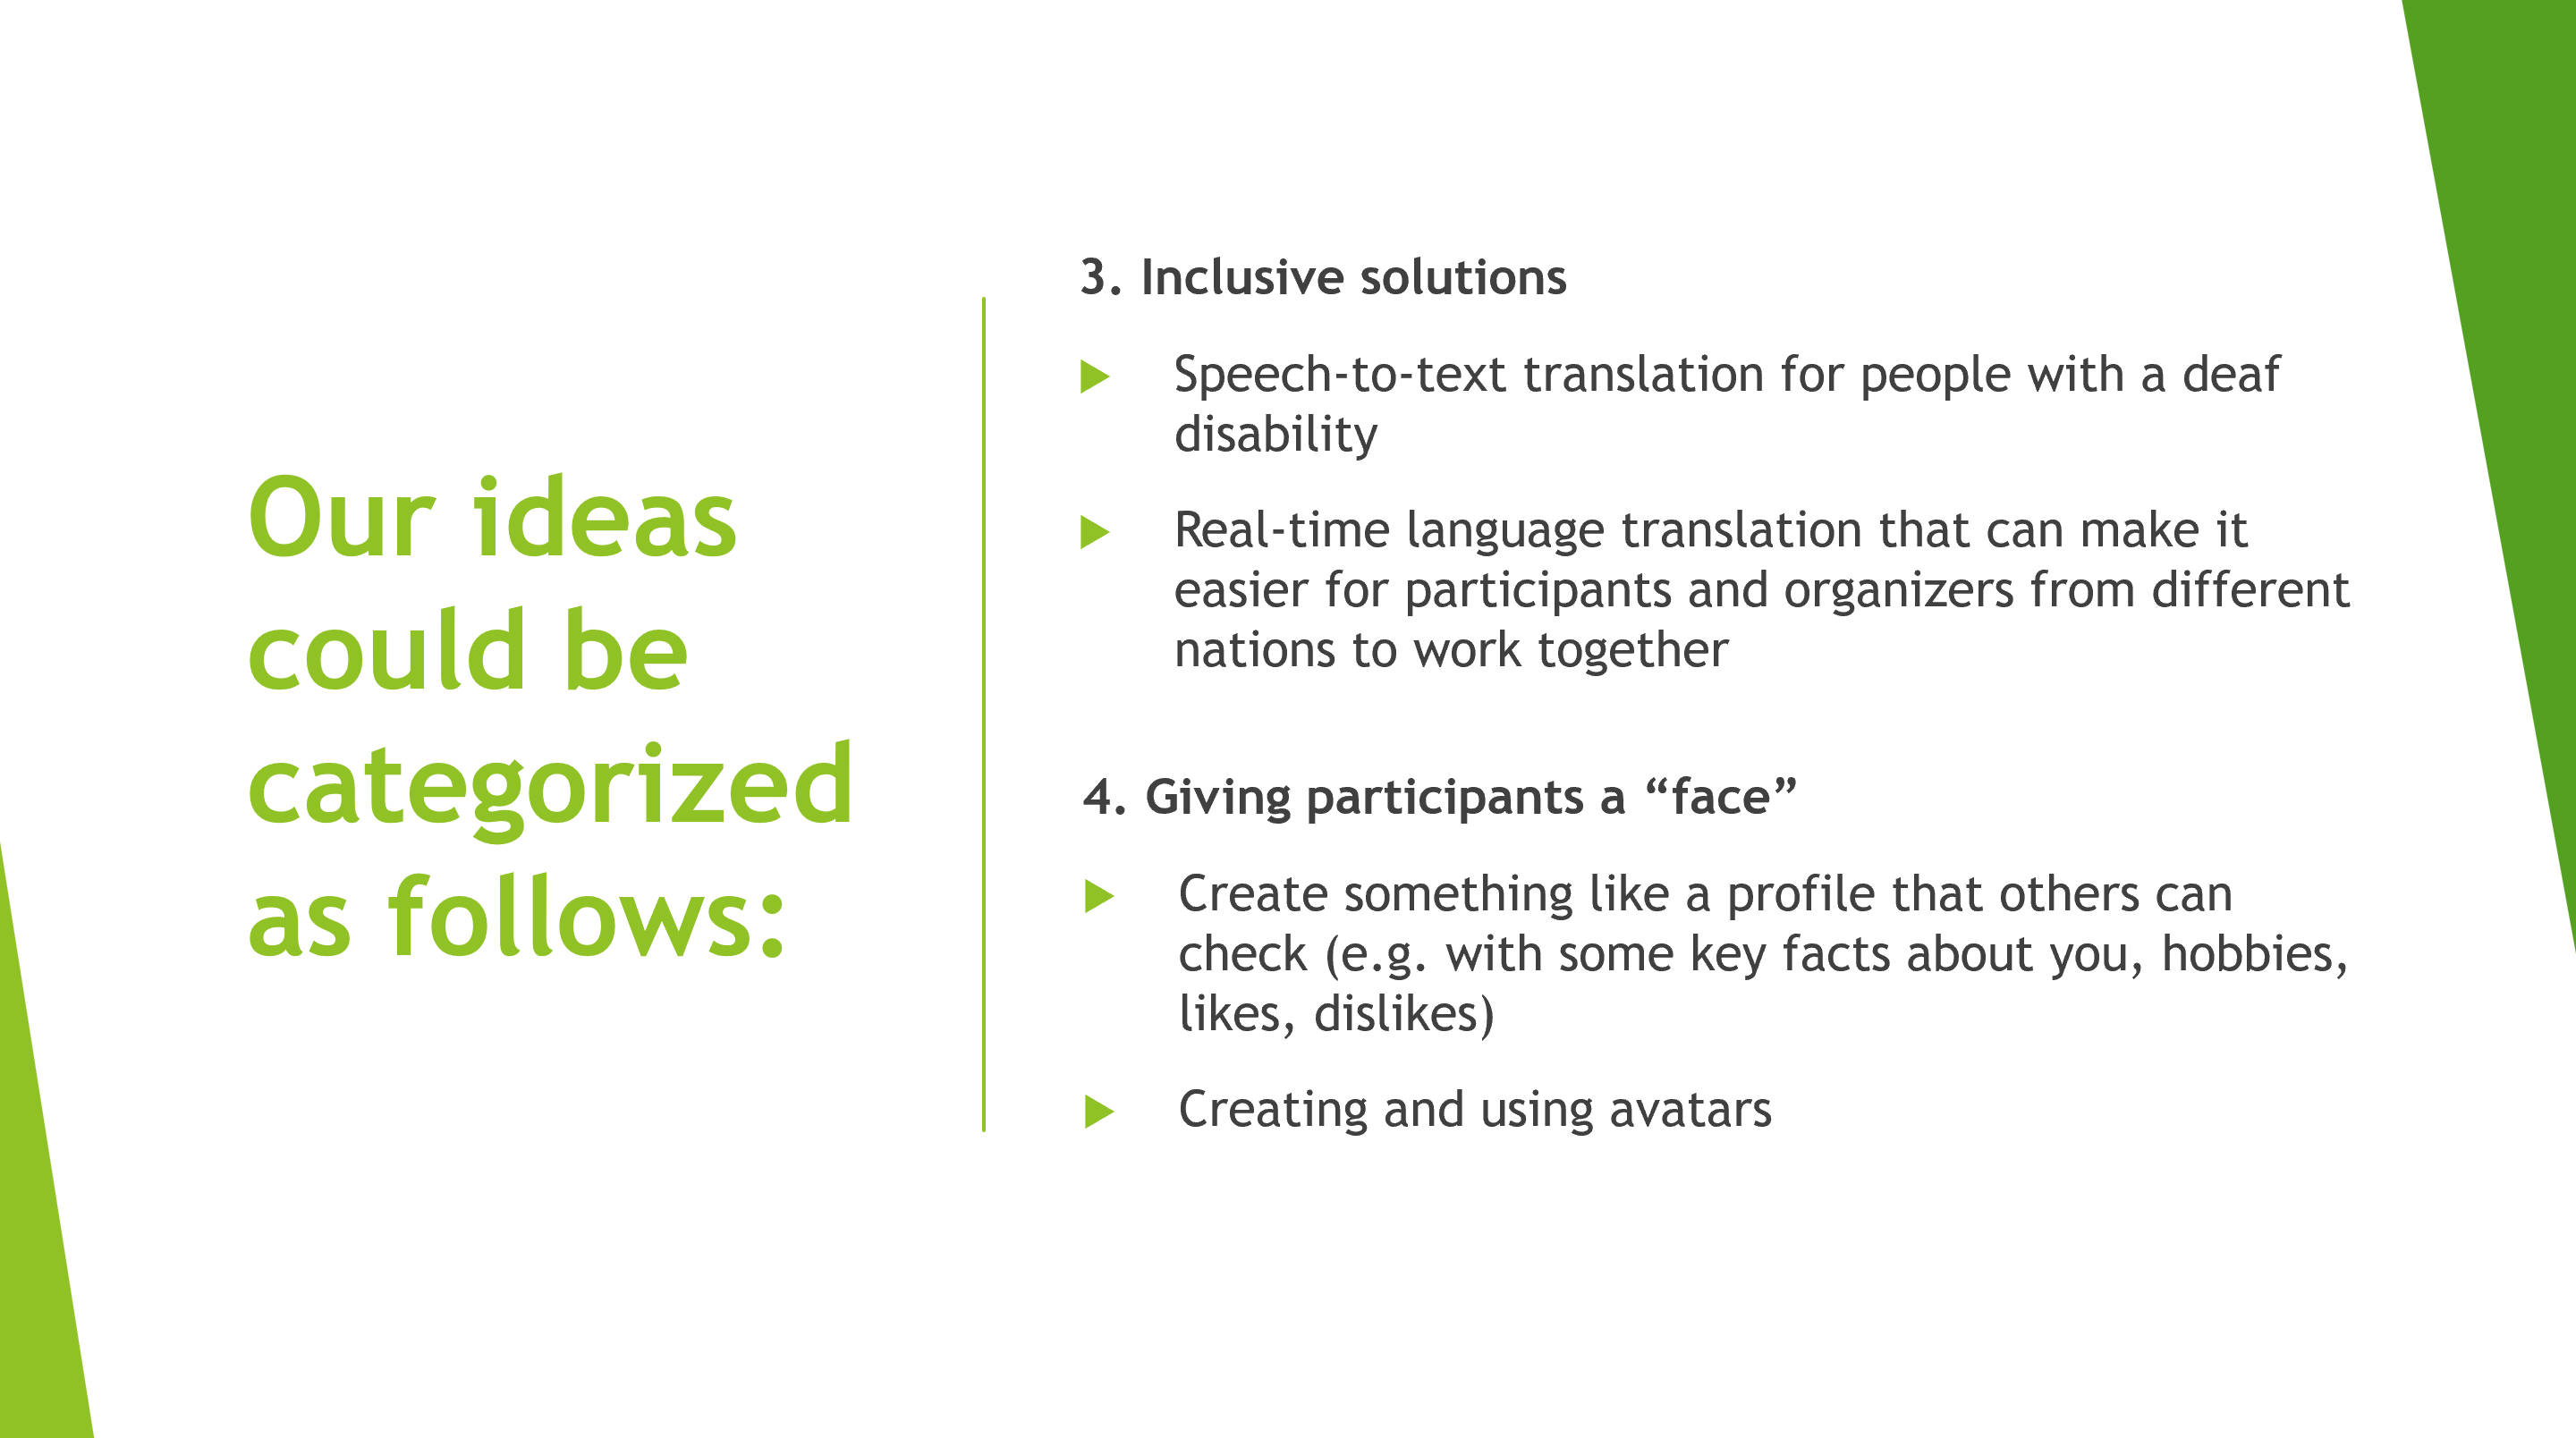 Our ideas
could be
categorized
as follows:
3. Inclusive solutions
Speech-to-text translation for people with a deaf
disability
Real-time language translation that can make it
easier for participants and organizers from different
nations to work together
4. Giving participants a “face”
Create something like a profile that others can
check (e.g. with some key facts about you, hobbies,
likes, dislikes)
Creating and using avatars